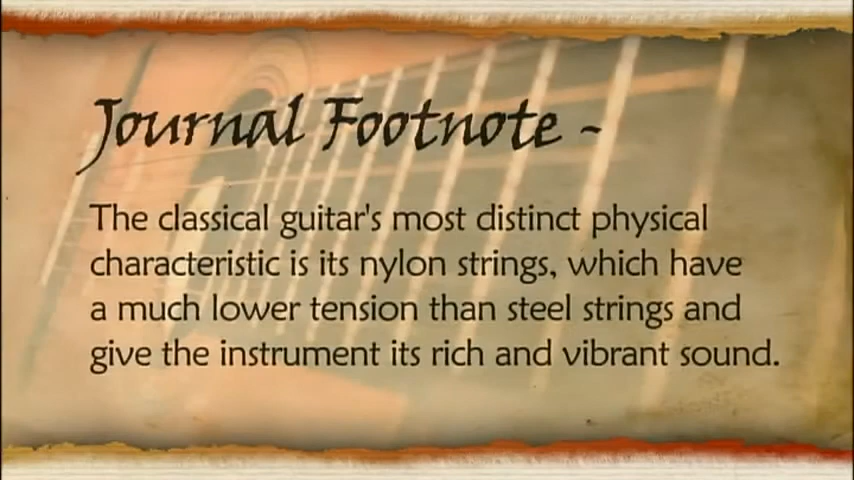 Journal Footnote -
The classical guitar's most distinct physical
characteristic is its nylon strings, which have
a much lower tension than steel strings and
give the instrument its rich and vibrant sound.